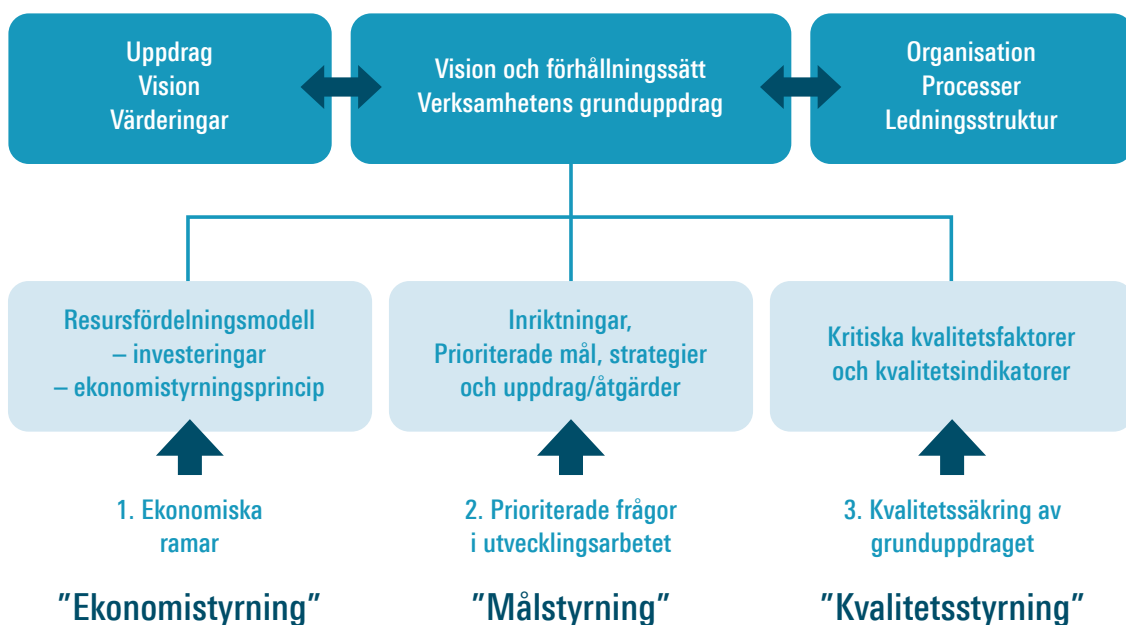 Uppdrag
Vision
Värderingar
Vision och förhållningssätt
Verksamhetens grunduppdrag
Organisation
Processer
Ledningsstruktur
Resursfördelningsmodell
– investeringar
– ekonomistyrningsprincip
Inriktningar,
Prioriterade mål, strategier
och uppdrag/åtgärder
Kritiska kvalitetsfaktorer
och kvalitetsindikatorer
1. Ekonomiska
ramar
2. Prioriterade frågor
i utvecklingsarbetet
3. Kvalitetssäkring av
grunduppdraget
”Ekonomistyrning”
”Målstyrning”
”Kvalitetsstyrning”